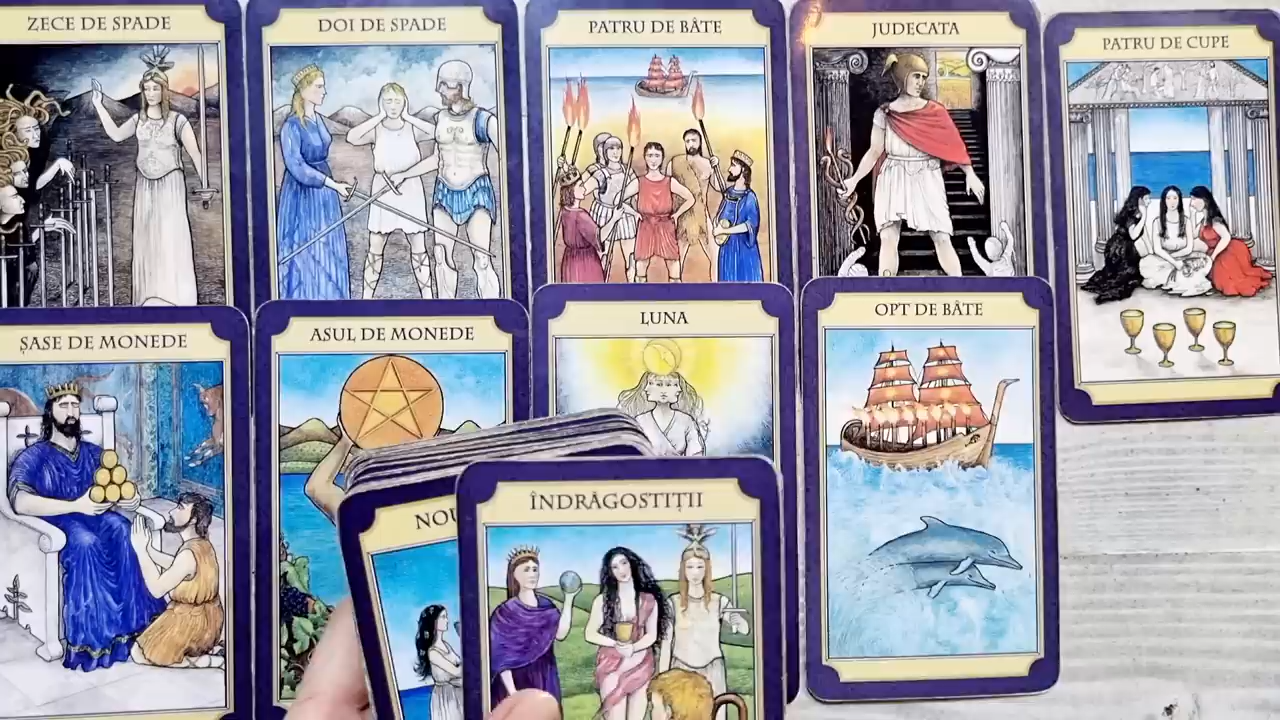 ZECE DE SPADE
DOI DE SPADE
PATRU DE BÂTE
JUDECATA
PATRU DE CUPE
ȘASE DE MONEDE
ASUL DE MONEDE
LUNA
OPT DE BÂTE
NOU
ÎNDRĂGOSTIȚII